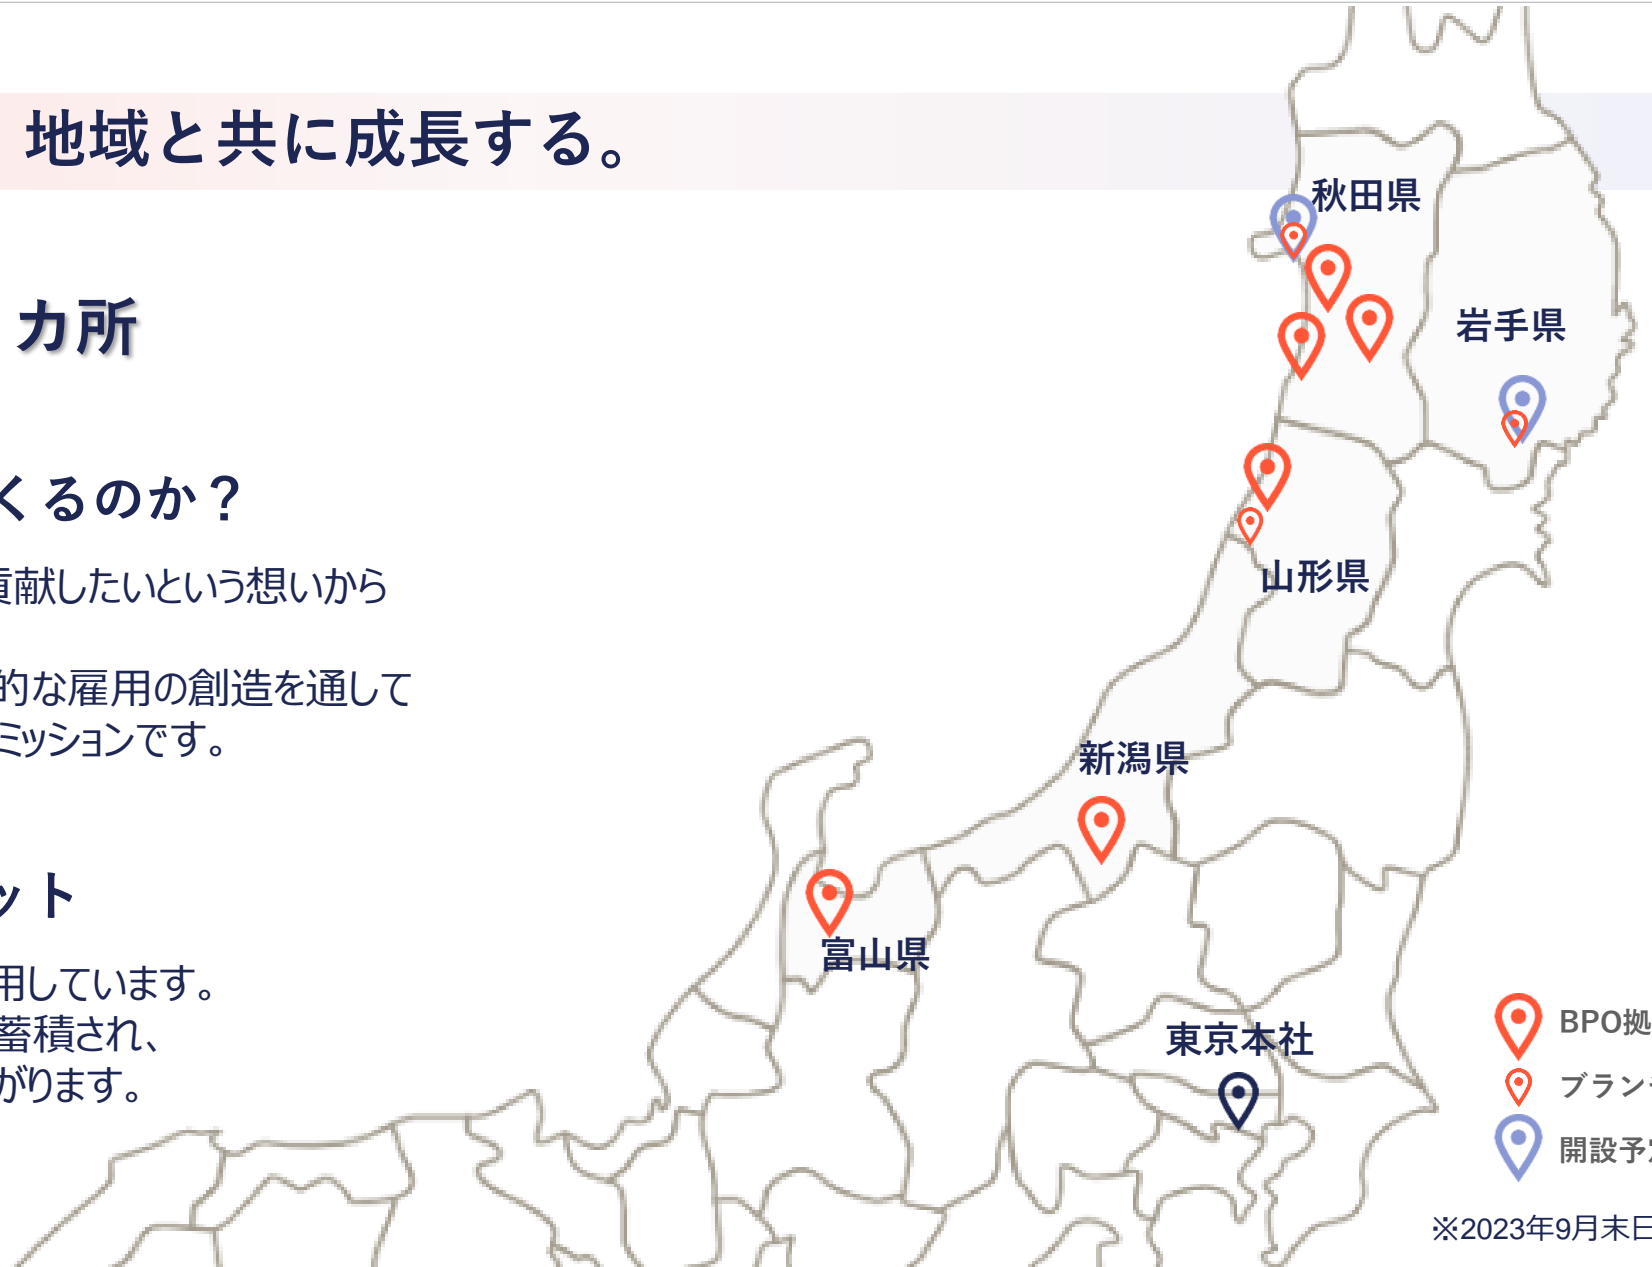 地域と共に成長する。
カ所
くるのか？
貢献したいという想いから
的な雇用の創造を通して
ミッションです。
ット
用しています。
蓄積され、
がります。
秋田県
岩手県
山形県
新潟県
富山県
東京本社
BPO拠
ブラン
開設予
※2023年9月末日